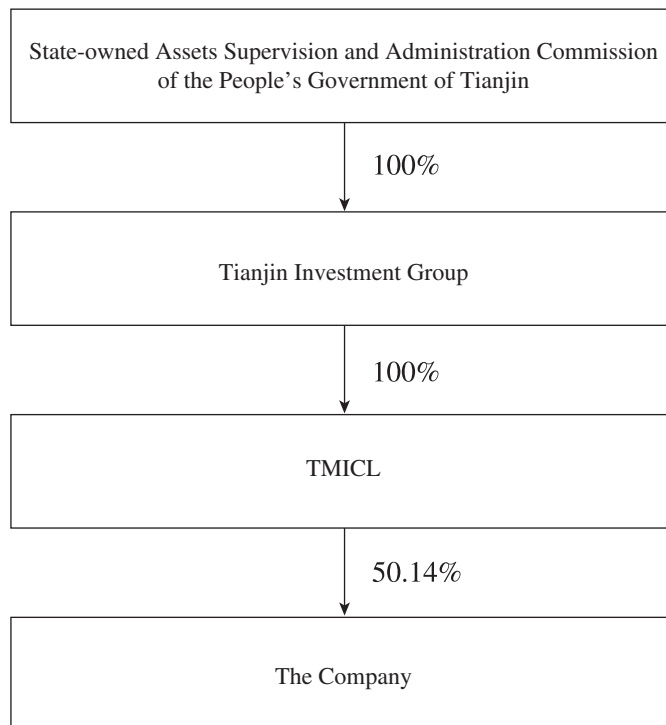 State-owned Assets Supervision and Administration Commission
of the People’s Government of Tianjin
100%
Tianjin Investment Group
100%
TMICL
50.14%
The Company